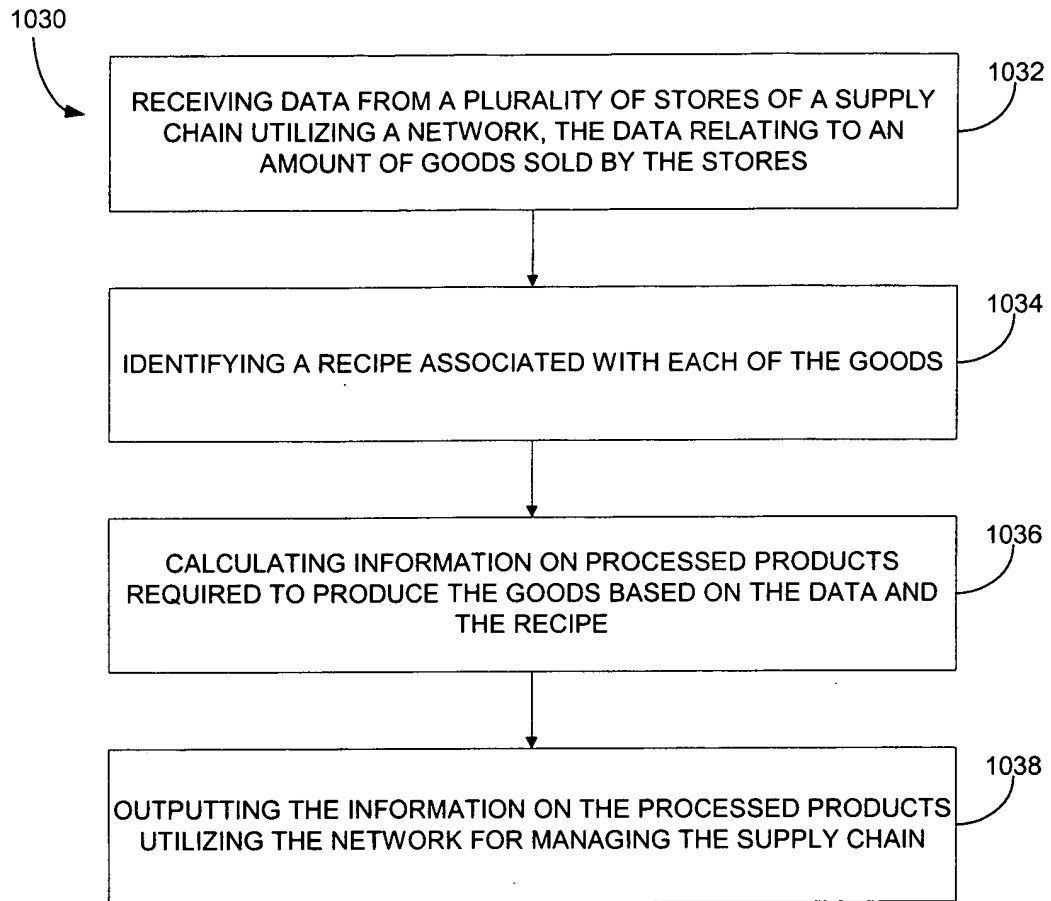 1030
1032
RECEIVING DATA FROM A PLURALITY OF STORES OF A SUPPLY
CHAIN UTILIZING A NETWORK, THE DATA RELATING TO AN
AMOUNT OF GOODS SOLD BY THE STORES
1034
IDENTIFYING A RECIPE ASSOCIATED WITH EACH OF THE GOODS
1036
CALCULATING INFORMATION ON PROCESSED PRODUCTS
REQUIRED TO PRODUCE THE GOODS BASED ON THE DATA AND
THE RECIPE
1038
OUTPUTTING THE INFORMATION ON THE PROCESSED PRODUCTS
UTILIZING THE NETWORK FOR MANAGING THE SUPPLY CHAIN